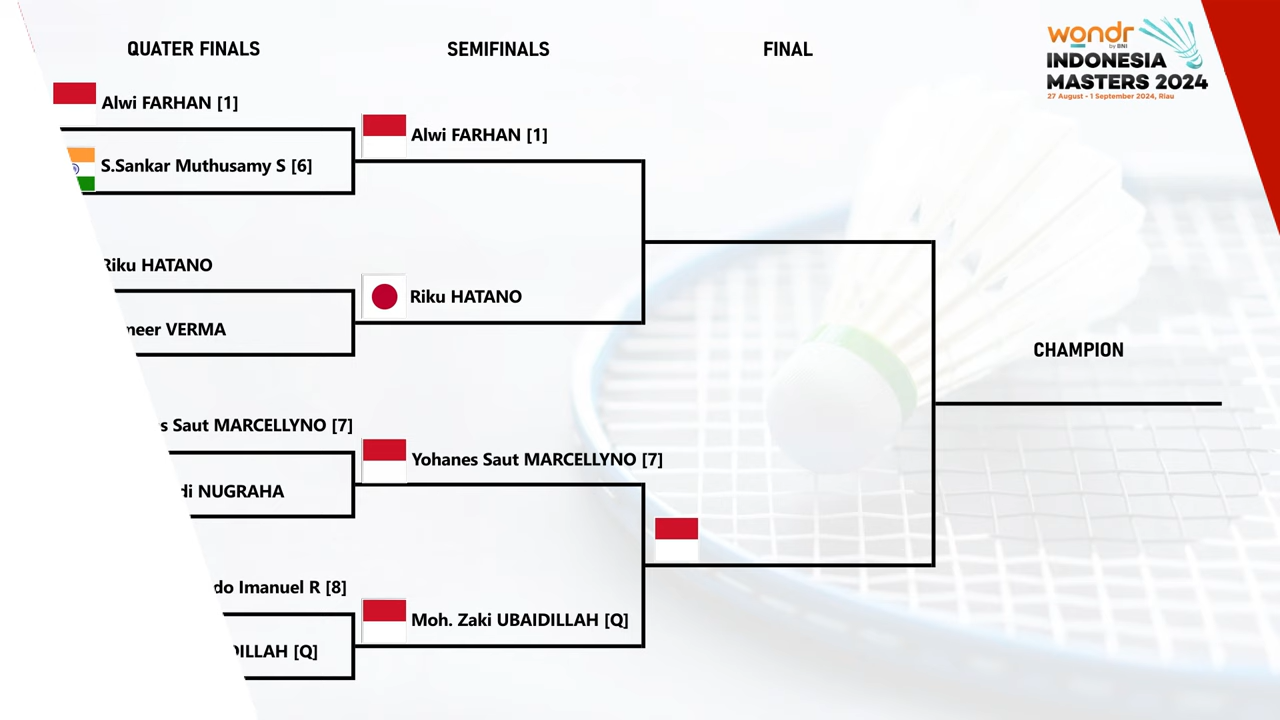 QUATER FINALS
SEMIFINALS
FINAL
wondr
by BNI
INDONESIA
MASTERS 2024
27 August - 1 September 2024, Riau
Alwi FARHAN [1]
S.Sankar Muthusamy S [6]
Alwi FARHAN [1]
Riku HATANO
neer VERMA
Riku HATANO
CHAMPION
s Saut MARCELLYNO [7]
di NUGRAHA
Yohanes Saut MARCELLYNO [7]
do Imanuel R [8]
DILLAH [Q]
Moh. Zaki UBAIDILLAH [Q]